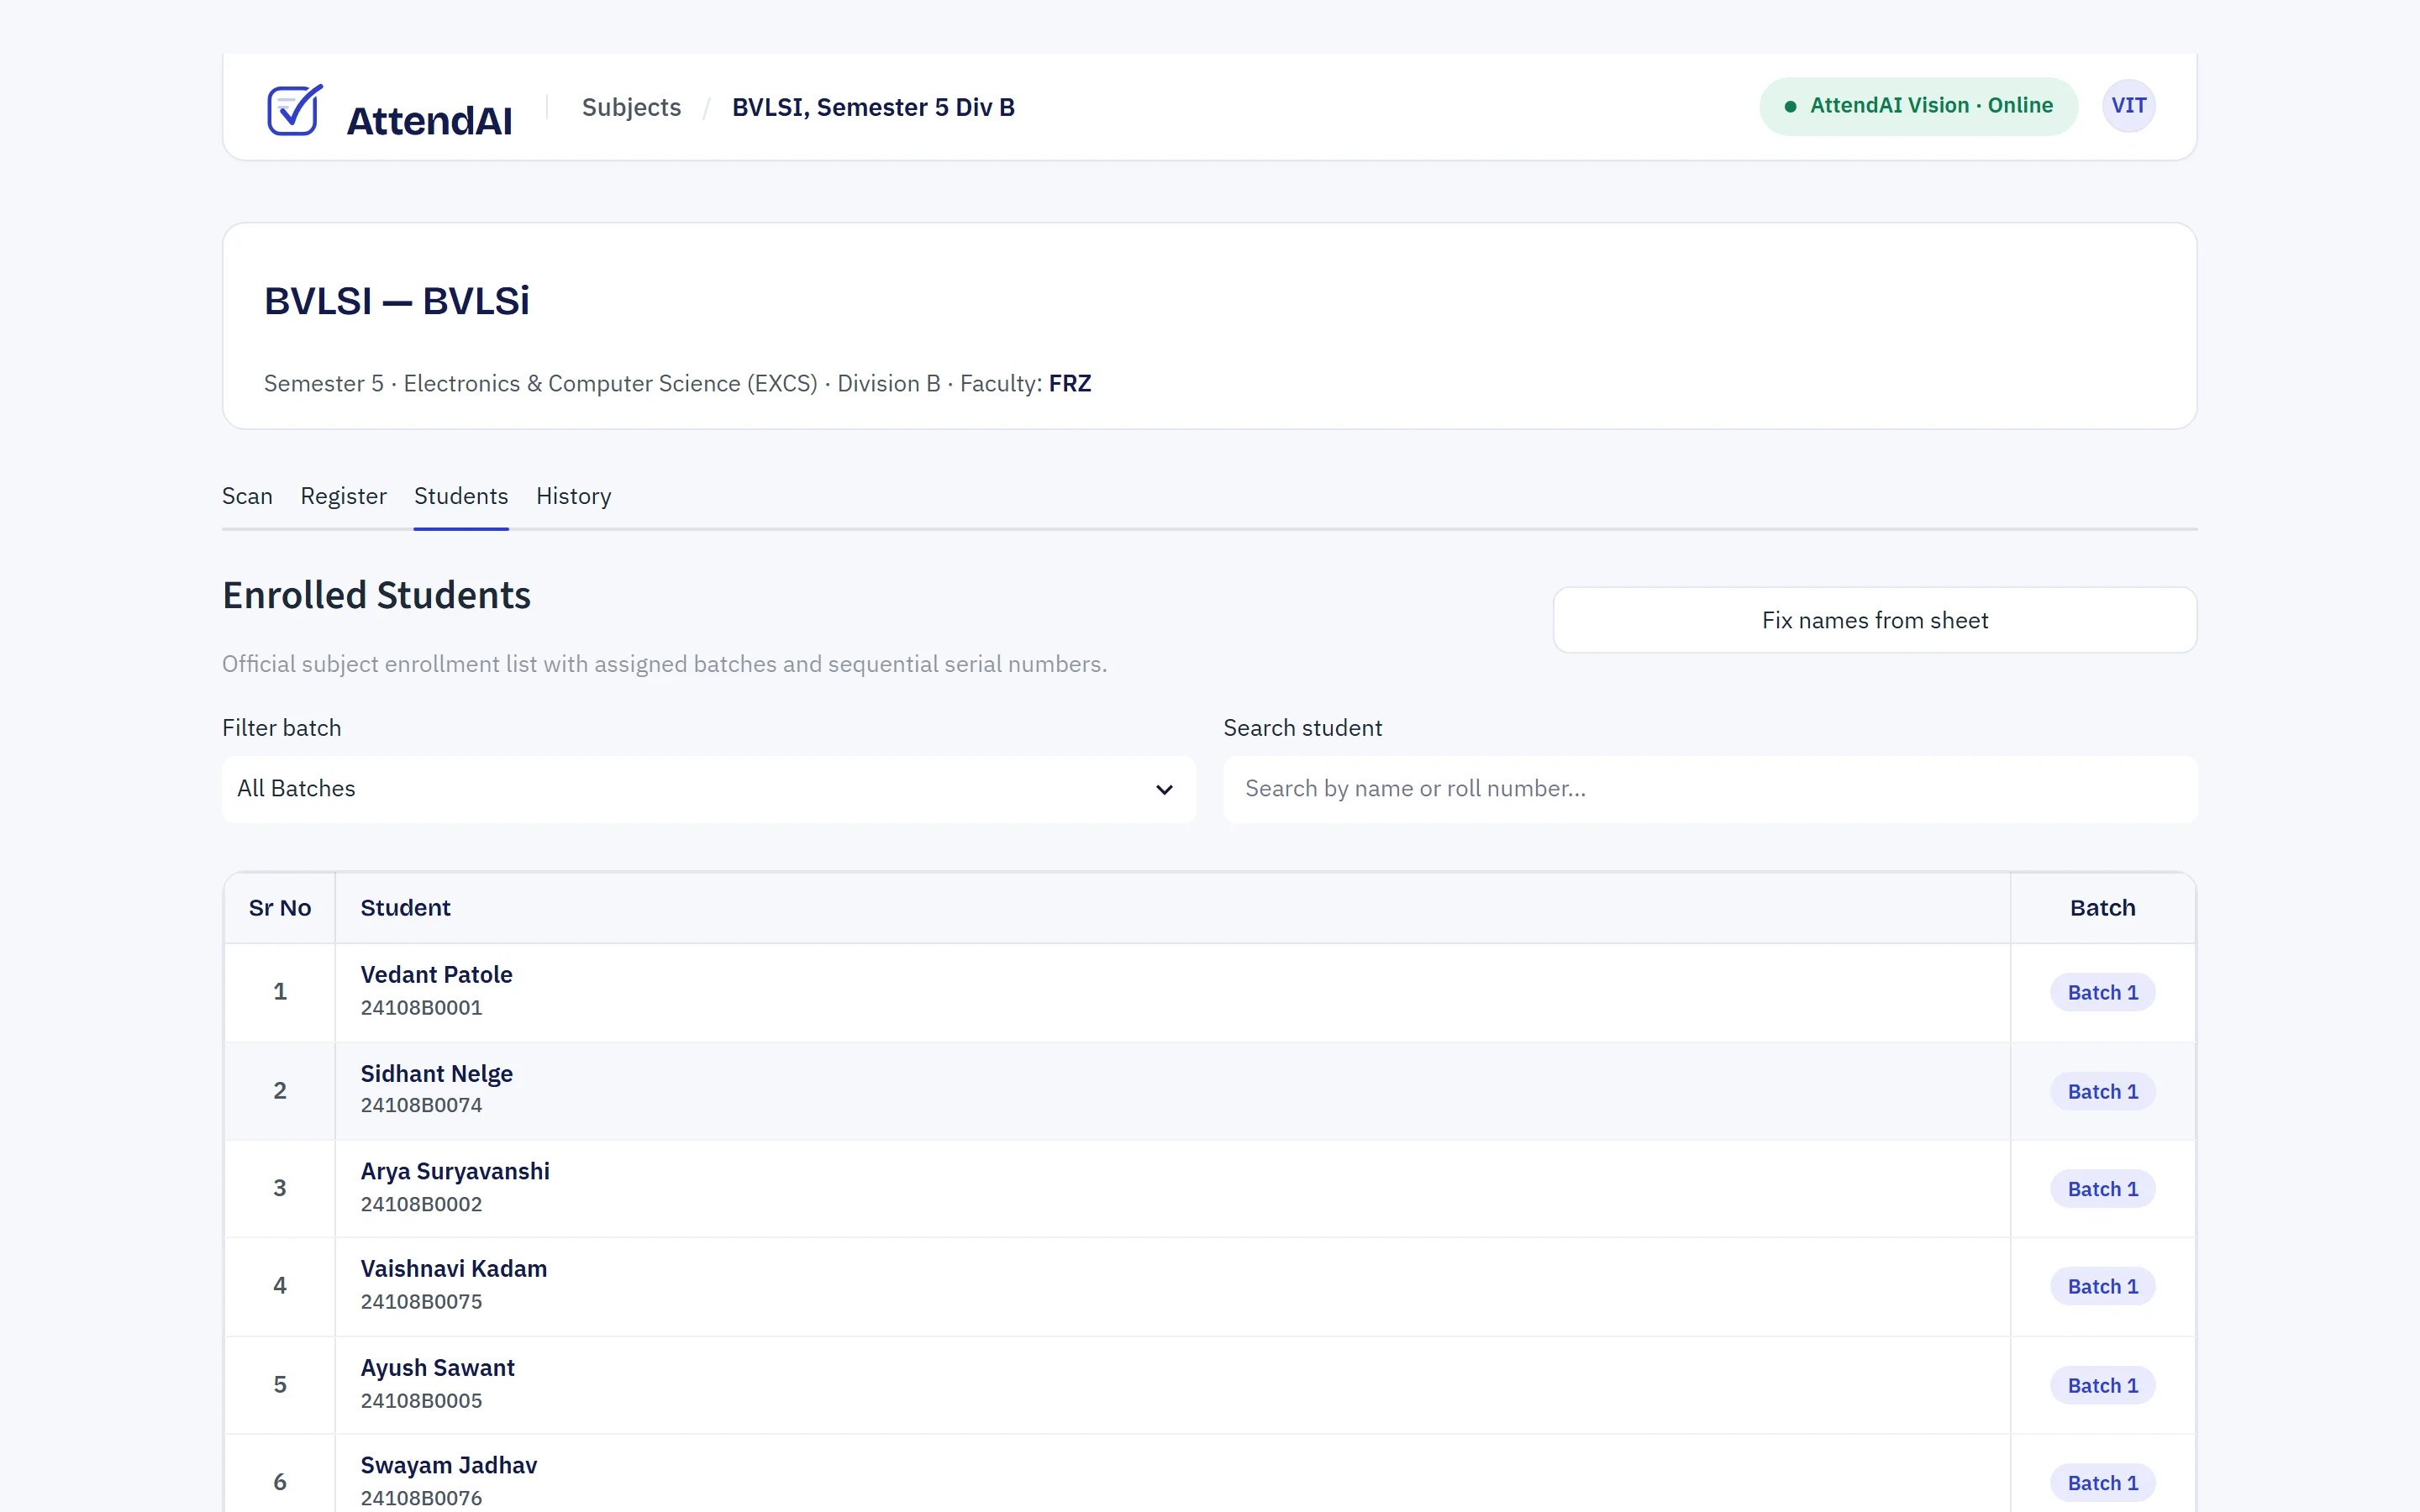 AttendAI
Subjects / BVLSI, Semester 5 Div B
AttendAI Vision · Online
VIT
BVLSI — BVLSi
Semester 5 · Electronics & Computer Science (EXCS) · Division B · Faculty: FRZ
Scan Register Students History
Enrolled Students
Fix names from sheet
Official subject enrollment list with assigned batches and sequential serial numbers.
Filter batch
Search student
All Batches
Search by name or roll number...
Sr No Student Batch
1 Vedant Patole Batch 1
24108B0001
2 Sidhant Nelge Batch 1
24108B0074
3 Arya Suryavanshi Batch 1
24108B0002
4 Vaishnavi Kadam Batch 1
24108B0075
5 Ayush Sawant Batch 1
24108B0005
6 Swayam Jadhav Batch 1
24108B0076